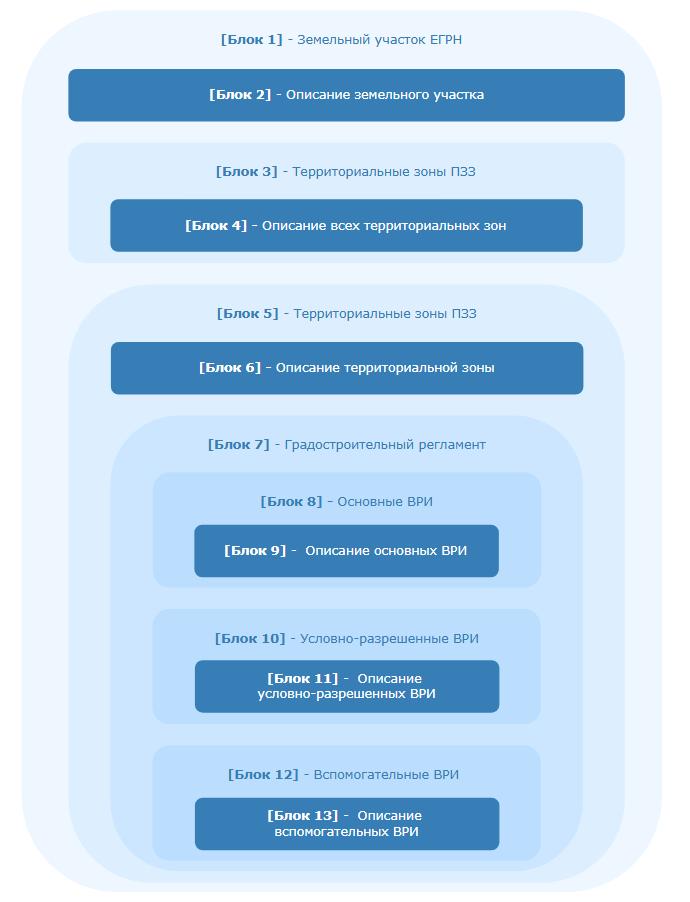 [Блок 1] - Земельный участок ЕГРН
[Блок 2] - Описание земельного участка
[Блок 3] - Территориальные зоны ПЗЗ
[Блок 4] – Описание всех территориальных зон
[Блок 5] - Территориальные зоны ПЗЗ
[Блок 6] – Описание территориальной зоны
[Блок 7] - Градостроительный регламент
[Блок 8] – Основные ВРИ
[Блок 9] -  Описание основных ВРИ
[Блок 10] - Условно-разрешенные ВРИ
[Блок 11] -  Описание
условно-разрешенных ВРИ
[Блок 12] - Вспомогательные ВРИ
[Блок 13] -  Описание
вспомогательных ВРИ